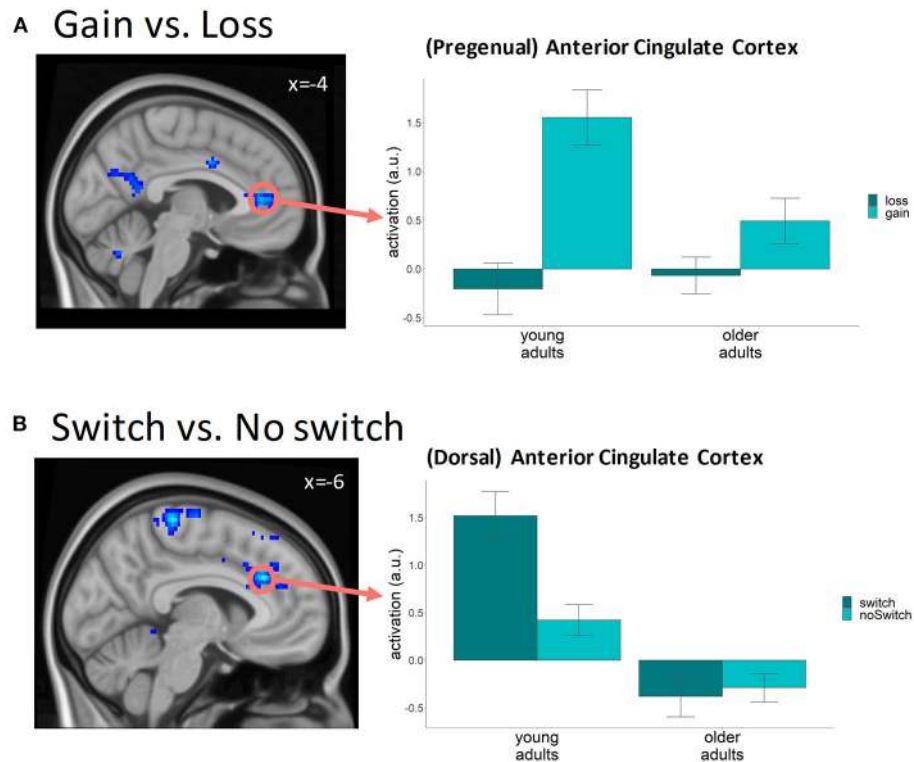 A Gain vs. Loss
x=-4
(Pregenual) Anterior Cingulate Cortex
activation (a.u.)
1.5
1.0
0.5
0.0
-0.5
young
adults
older
adults
loss
gain
B Switch vs. No switch
x=-6
(Dorsal) Anterior Cingulate Cortex
activation (a.u.)
1.5
1.0
0.5
0.0
-0.5
young
adults
older
adults
switch
noSwitch